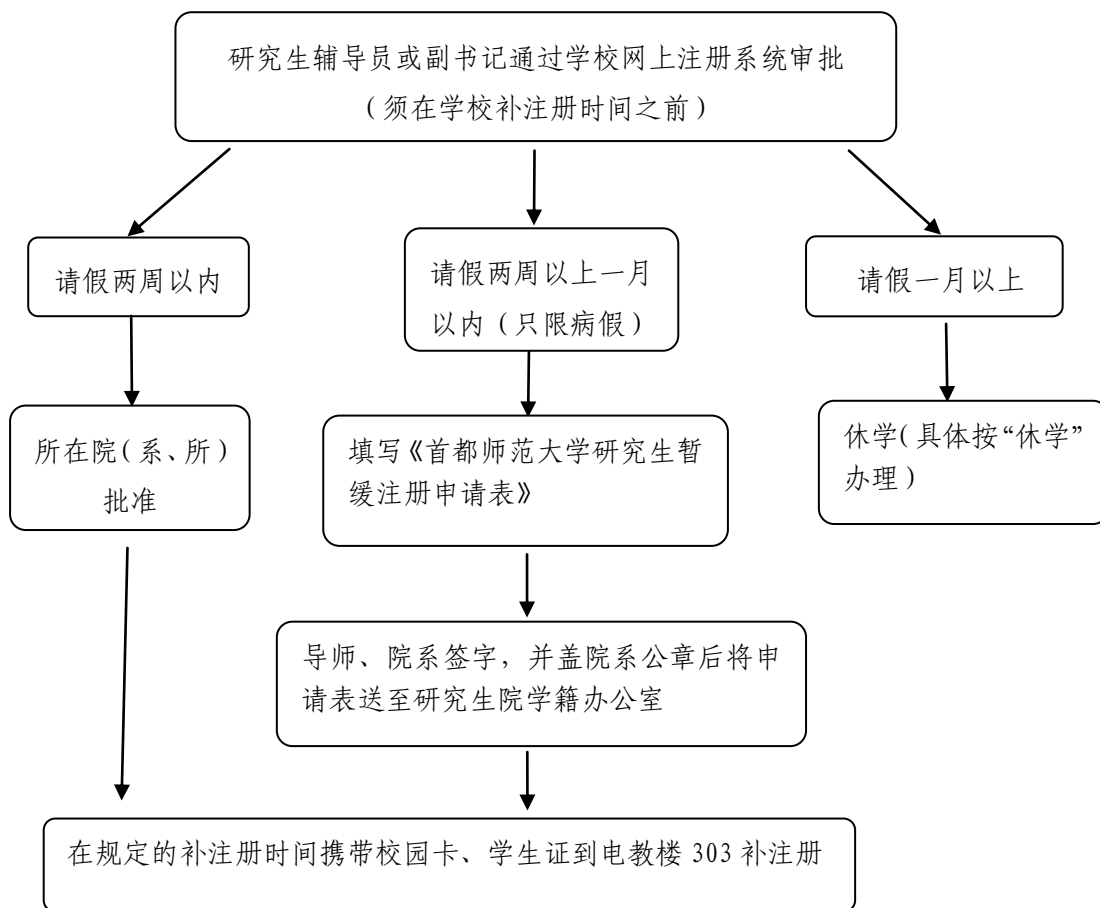 研究生辅导员或副书记通过学校网上注册系统审批
（须在学校补注册时间之前）
请假两周以内
请假两周以上一月
以内（只限病假）
请假一月以上
所在院（系、所）
批准
填写《首都师范大学研究生暂
缓注册申请表》
休学（具体按“休学”
办理）
导师、院系签字，并盖院系公章后将申
请表送至研究生院学籍办公室
在规定的补注册时间携带校园卡、学生证到电教楼 303 补注册